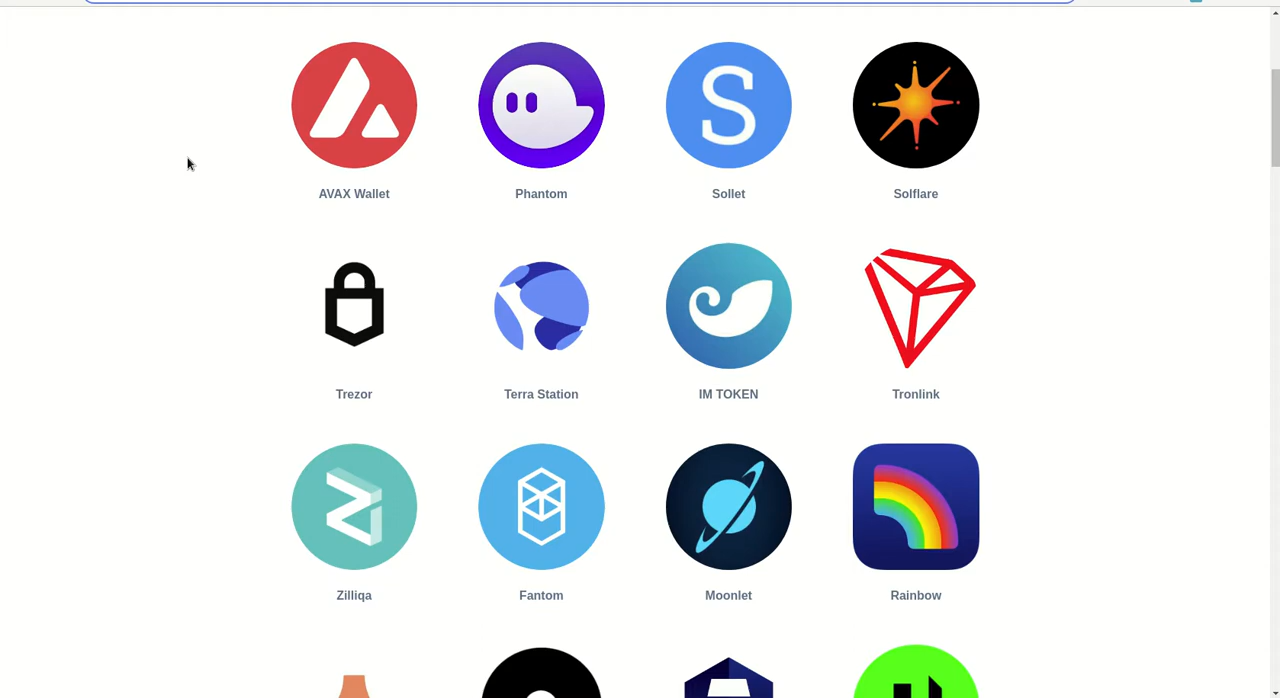 AVAX Wallet
Phantom
S
Sollet
Solflare
Trezor
Terra Station
IM TOKEN
Tronlink
Zilliqa
Fantom
Moonlet
Rainbow